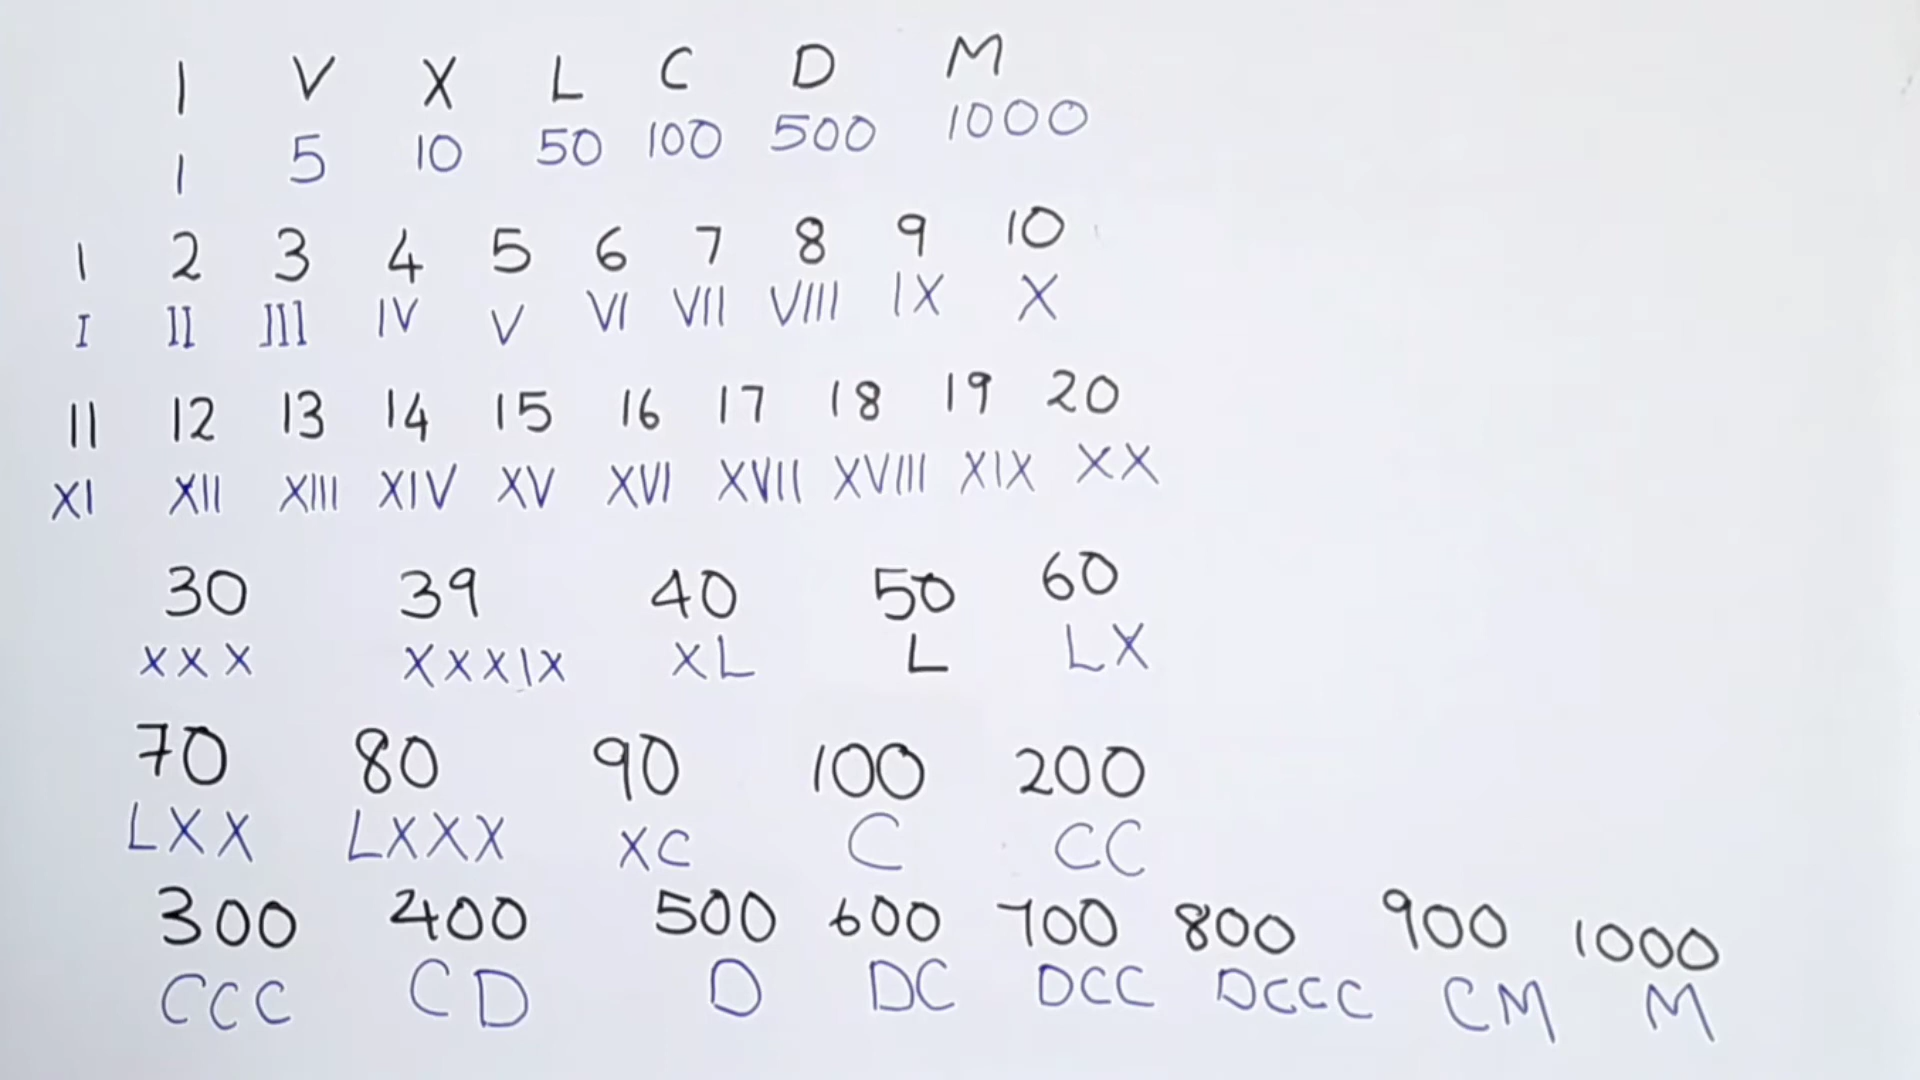 I V X L C D M
1 5 10 50 100 500 1000
1 2 3 4 5 6 7 8 9 10
I II III IV V VI VII VIII IX X
11 12 13 14 15 16 17 18 19 20
XI XII XIII XIV XV XVI XVII XVIII XIX XX
30 39 40 50 60
XXX XXXIX XL L LX
70 80 90 100 200
LXX LXXX XC C CC
300 400 500 600 700 800 900 1000
CCC CD D DC DCC DCCC CM M